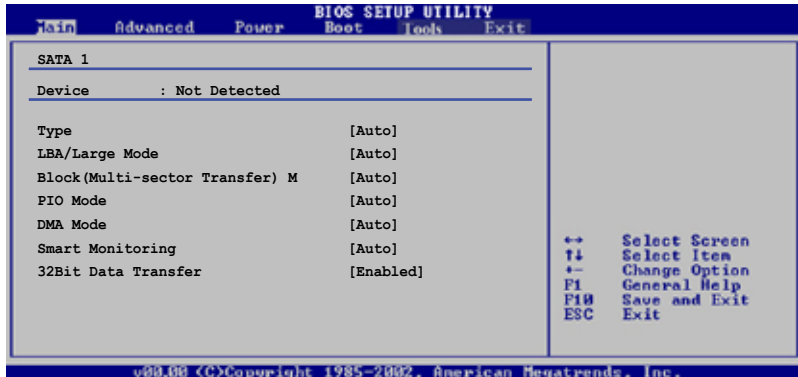 BIOS SETUP UTILITY
Main Advanced Power Boot Tools Exit
SATA 1
Device : Not Detected
Type [Auto]
LBA/Large Mode [Auto]
Block(Multi-sector Transfer) M [Auto]
PIO Mode [Auto]
DMA Mode [Auto]
Smart Monitoring [Auto]
32Bit Data Transfer [Enabled]
←→ Select Screen
↑↓ Select Item
+- Change Option
F1 General Help
F10 Save and Exit
ESC Exit
v00.00 (C)Copyright 1985-2002, American Megatrends, Inc.